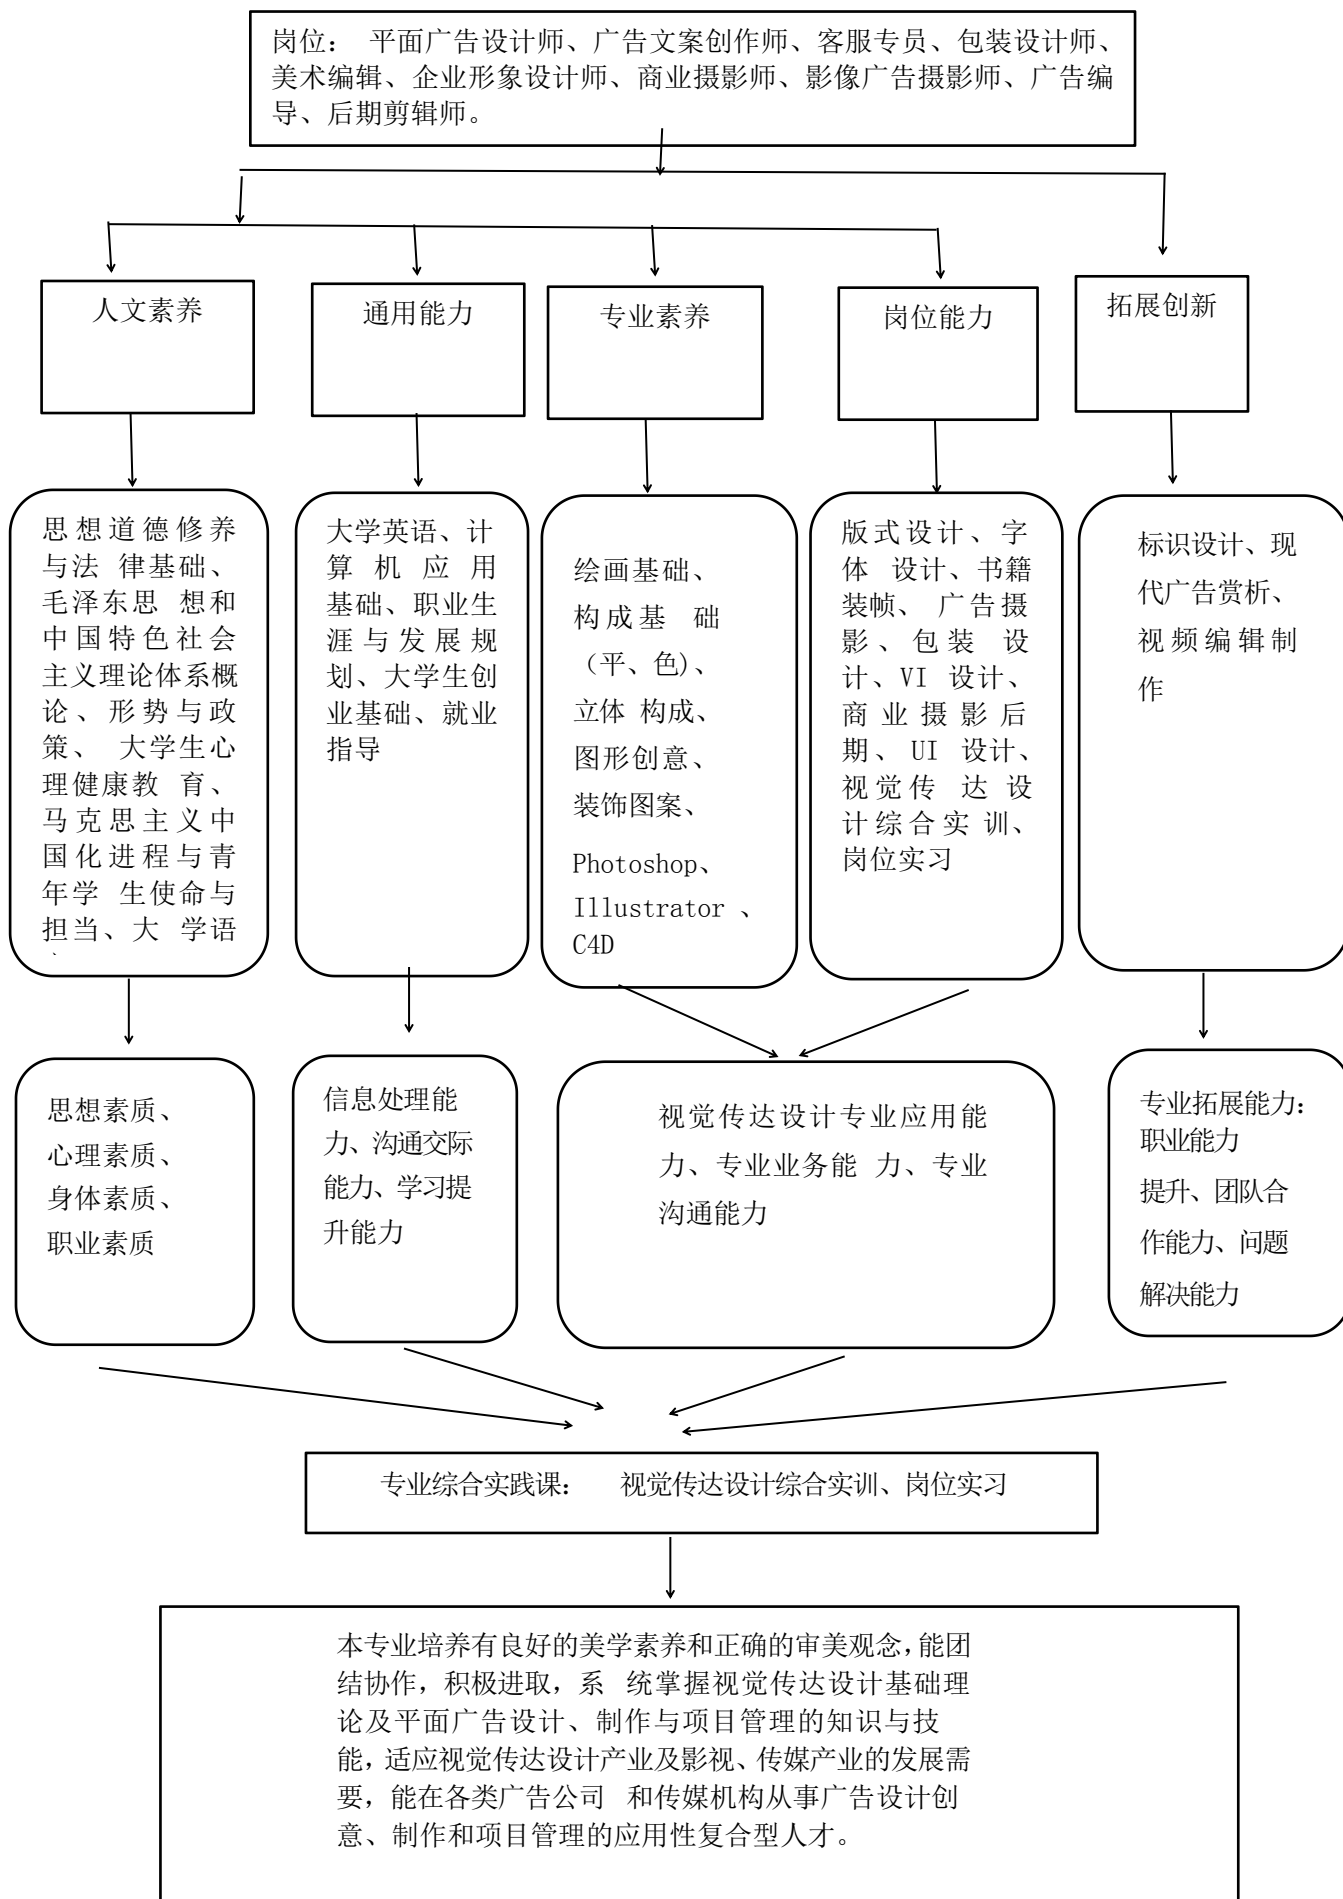 岗位： 平面广告设计师、广告文案创作师、客服专员、包装设计师、
美术编辑、企业形象设计师、商业摄影师、影像广告摄影师、广告编
导、后期剪辑师。
人文素养
通用能力
专业素养
岗位能力
拓展创新
思想道德修养
与法 律基础、
毛泽东思 想和
中国特色社会
主义理论体系概
论、形势与政
策、 大学生心
理健康教 育、
马克思主义中
国化进程与青
年学 生使命与
担当、大 学语
大学英语、计
算 机 应 用
基础、职业生
涯与发展规
划、大学生创
业基础、就业
指导
绘画基础、
构成基 础
（平、色）、
立体 构成、
图形创意、
装饰图案、
Photoshop、
Illustrator 、
C4D
版式设计、字
体 设计、书籍
装帧、 广告摄
影、包装 设
计、VI 设计、
商业摄影后
期、UI 设计、
视觉传 达 设
计综合实 训、
岗位实习
标识设计、现
代广告赏析、
视频编辑制
作
思想素质、
心理素质、
身体素质、
职业素质
信息处理能
力、沟通交际
能力、学习提
升能力
视觉传达设计专业应用能
力、专业业务能 力、专业
沟通能力
专业拓展能力：
职业能力
提升、团队合
作能力、问题
解决能力
专业综合实践课： 视觉传达设计综合实训、岗位实习
本专业培养有良好的美学素养和正确的审美观念，能团
结协作，积极进取，系 统掌握视觉传达设计基础理
论及平面广告设计、制作与项目管理的知识与技
能，适应视觉传达设计产业及影视、传媒产业的发展需
要，能在各类广告公司 和传媒机构从事广告设计创
意、制作和项目管理的应用性复合型人才。